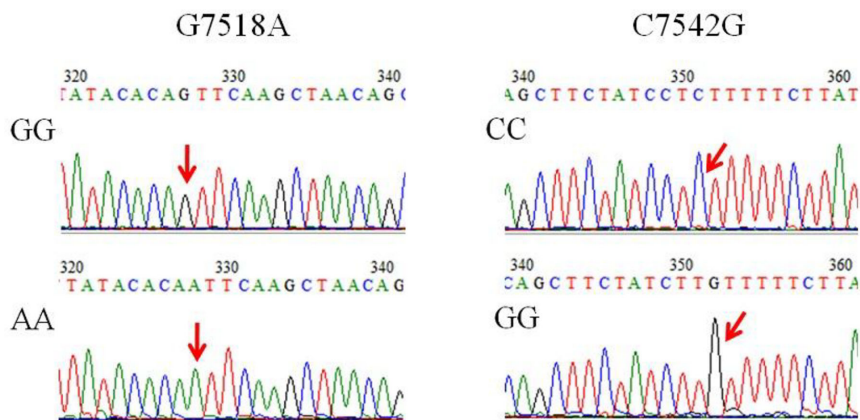 G7518A
C7542G
320 330 340
TATACACAGTTCAAGCTAACAGC
GG
340 350 360
AGCTTCTATCCTCTTTTTCTTAT
CC
320 330 340
TATACACAATTCAAGCTAACAG
AA
340 350 360
CAGCTTCTATCTTGTTTTTCTTA
GG